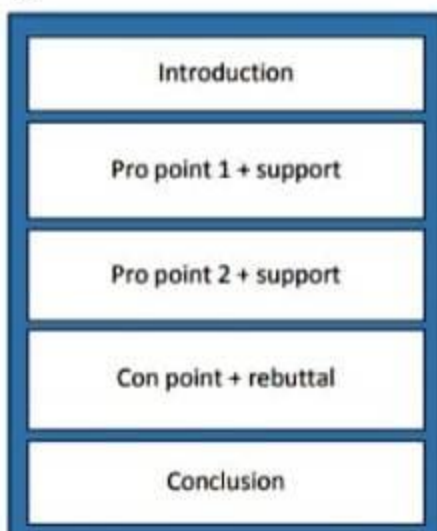 Introduction
Pro point 1 + support
Pro point 2 + support
Con point + rebuttal
Conclusion